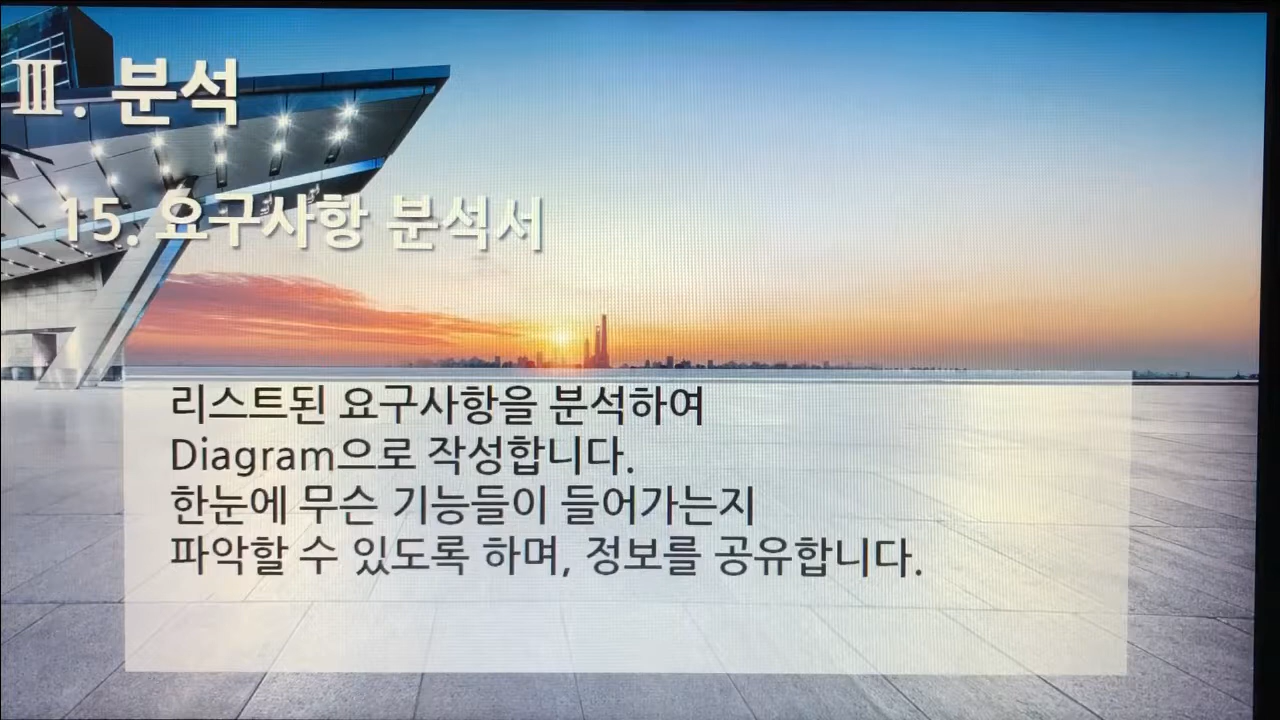 Ⅲ. 분석
15. 요구사항 분석서
리스트된 요구사항을 분석하여
Diagram으로 작성합니다.
한눈에 무슨 기능들이 들어가는지
파악할 수 있도록 하며, 정보를 공유합니다.